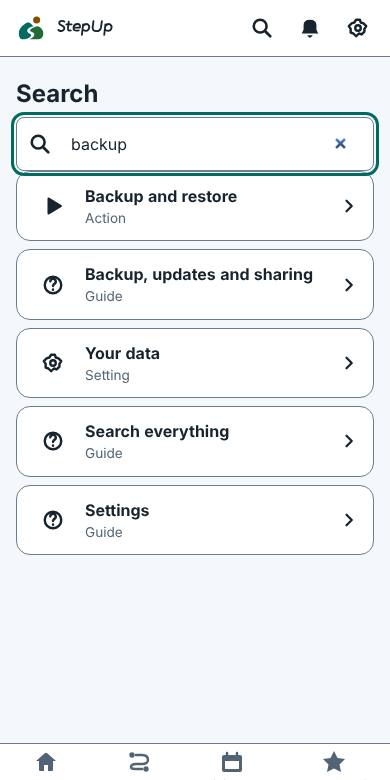 StepUp
Search
backup
Backup and restore
Action
Backup, updates and sharing
Guide
Your data
Setting
Search everything
Guide
Settings
Guide